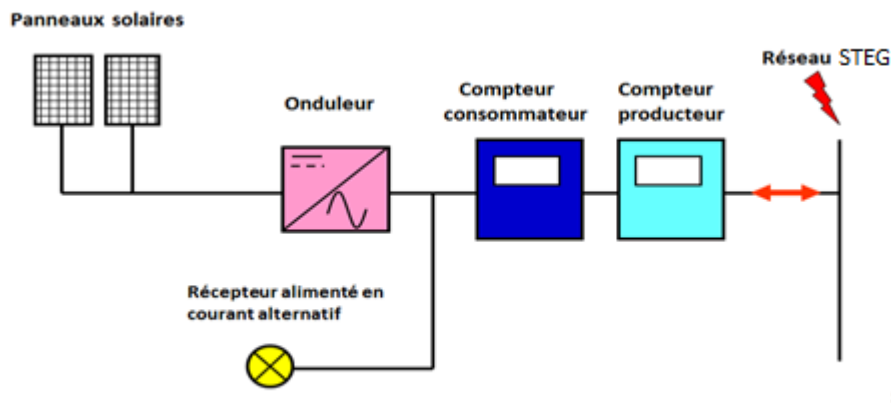 Panneaux solaires
Onduleur
Compteur
consommateur
Compteur
producteur
Réseau STEG
Récepteur alimenté en
courant alternatif